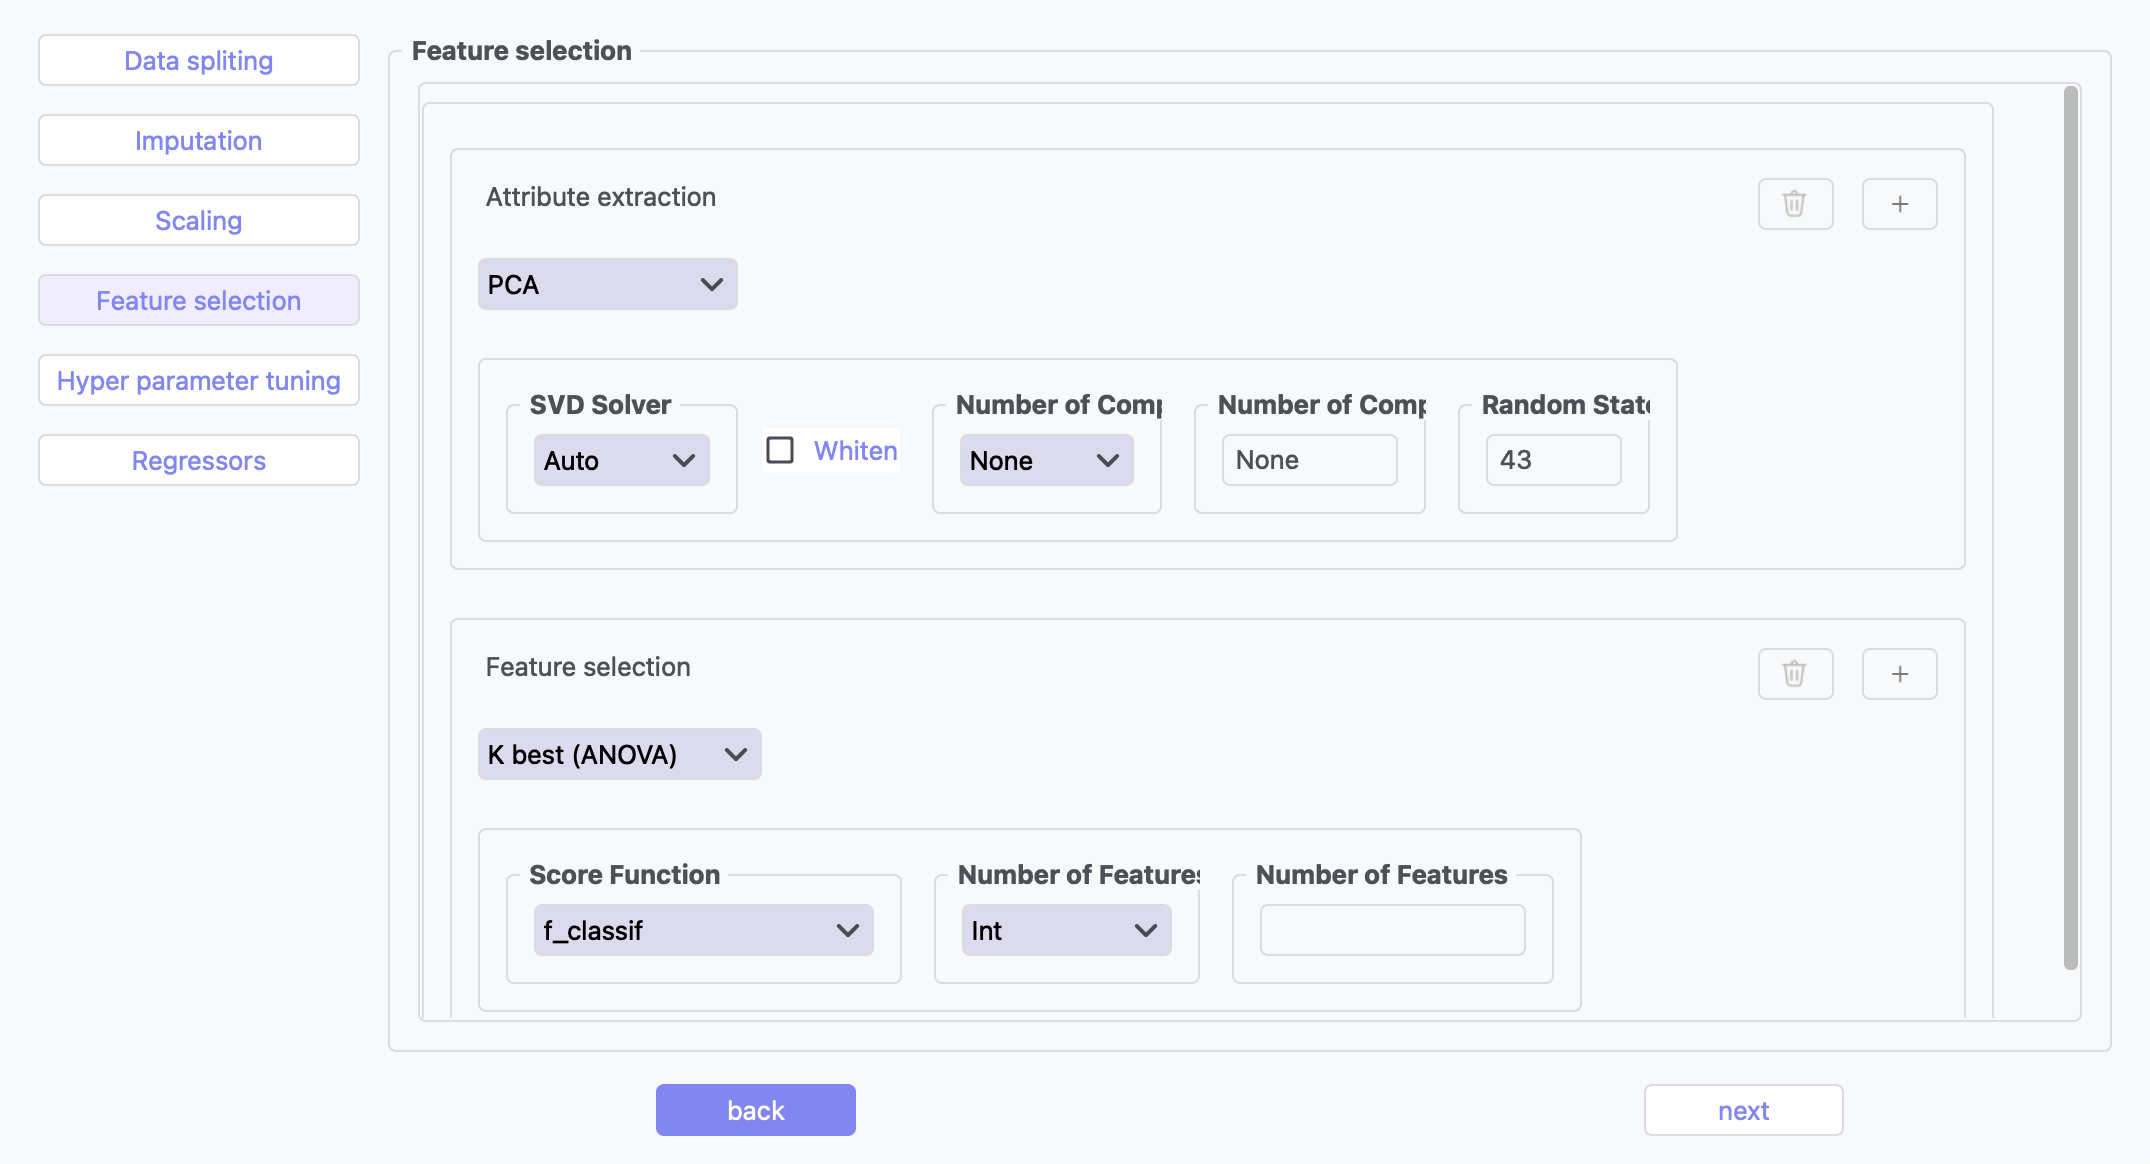 Data spliting
Imputation
Scaling
Feature selection
Hyper parameter tuning
Regressors
Feature selection
Attribute extraction
+
PCA
SVD Solver
Auto
Whiten
Number of Comp
None
Number of Comp
None
Random State
43
Feature selection
+
K best (ANOVA)
Score Function
f_classif
Number of Features
Int
Number of Features
back
next